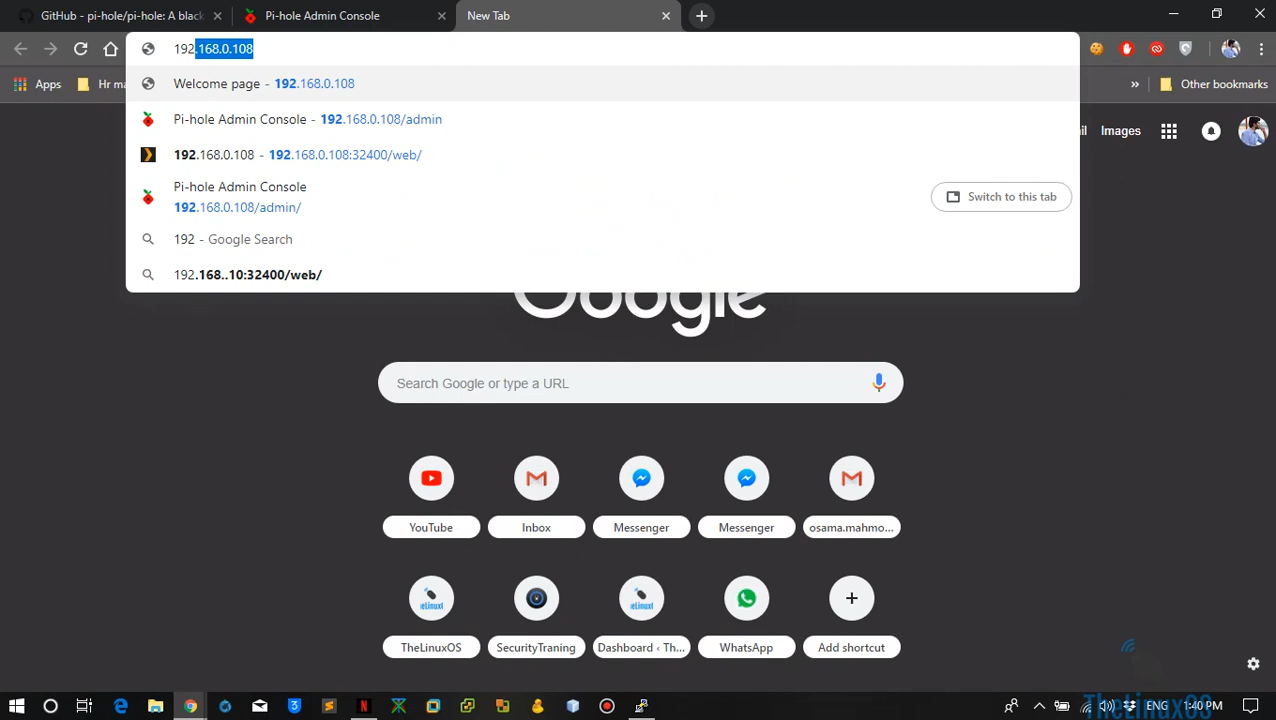 GitHub - pi-hole/pi-hole: A black
Pi-hole Admin Console
New Tab
192.168.0.108
Apps
Hr ma
Other bookmarks
Welcome page - 192.168.0.108
Pi-hole Admin Console - 192.168.0.108/admin
192.168.0.108 - 192.168.0.108:32400/web/
Pi-hole Admin Console
192.168.0.108/admin/
Switch to this tab
192 - Google Search
192.168..10:32400/web/
Images
Google
Search Google or type a URL
YouTube
Inbox
Messenger
Messenger
osama.mahmo...
TheLinuxOS
SecurityTraning
Dashboard ‹ Th...
WhatsApp
Add shortcut
TheLinuxOS
ENG
1:40 PM